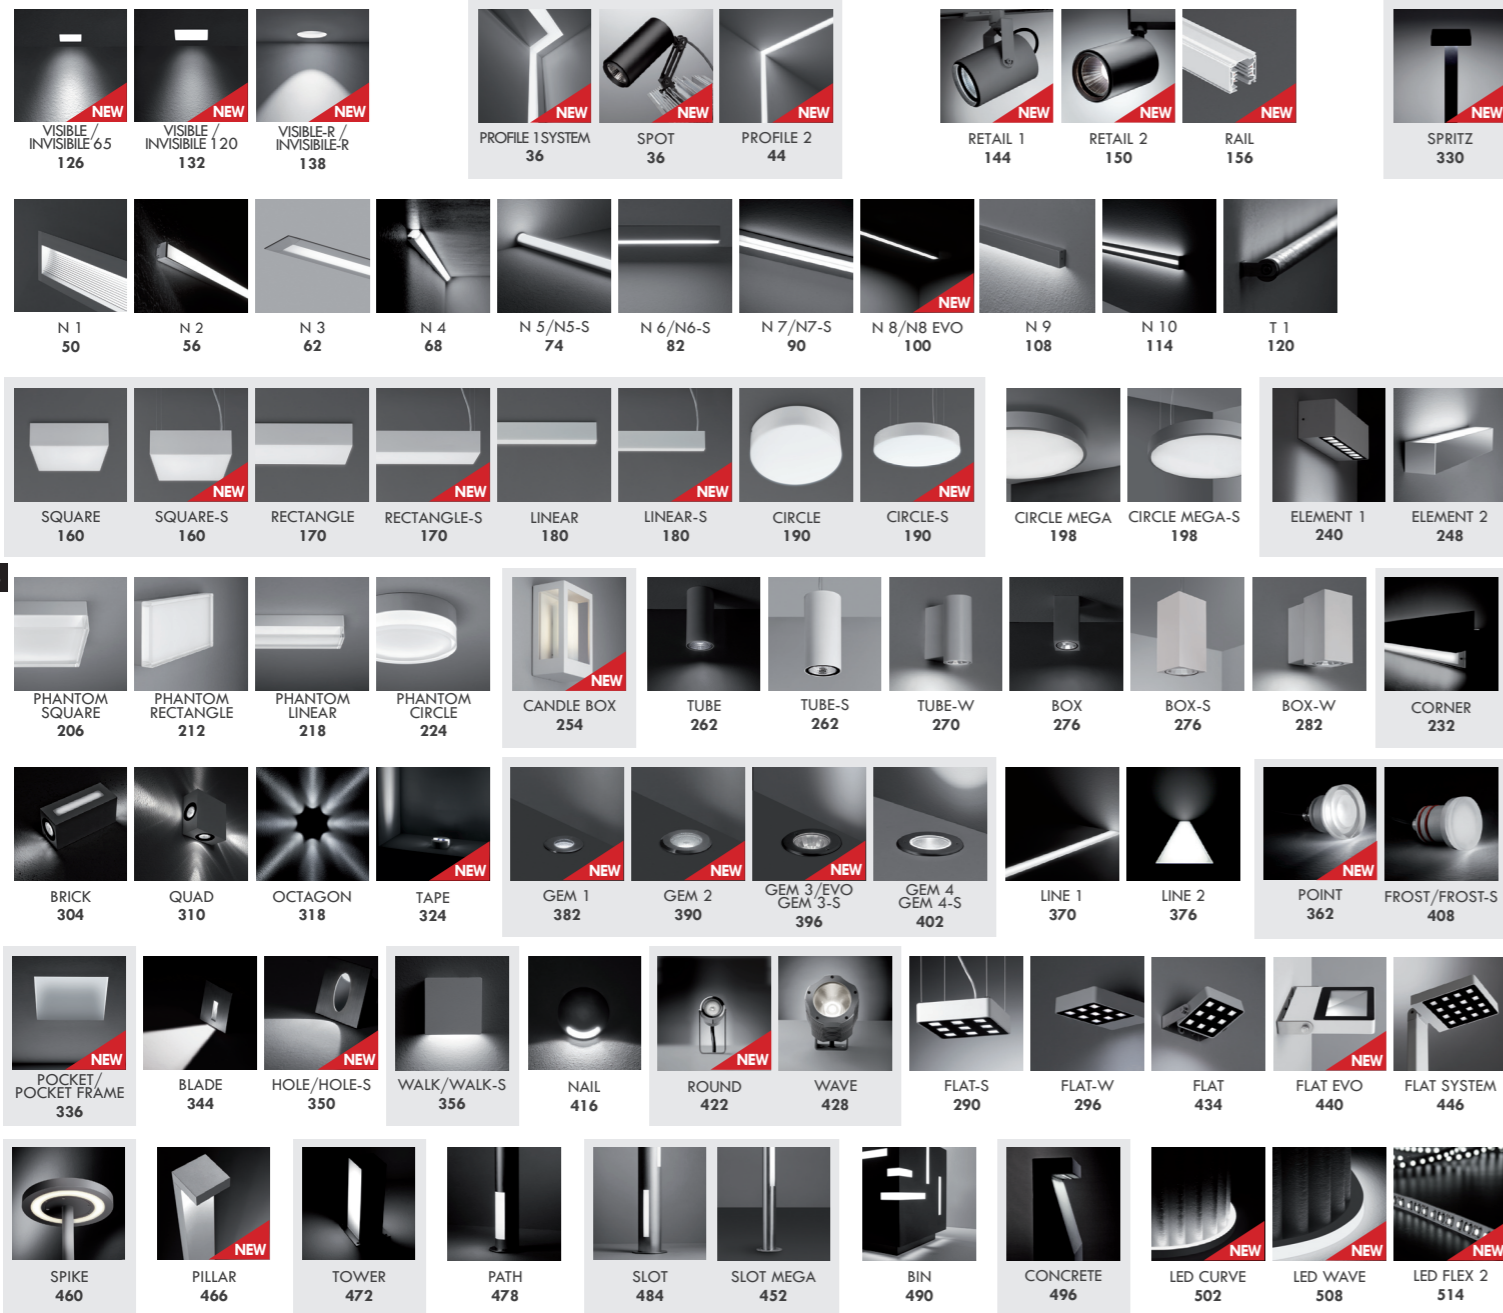 NEW
VISIBLE /
INVISIBILE 65
126
NEW
VISIBLE /
INVISIBILE 120
132
NEW
VISIBLE-R /
INVISIBILE-R
138
NEW
PROFILE 1SYSTEM
36
NEW
SPOT
36
NEW
PROFILE 2
44
NEW
RETAIL 1
144
NEW
RETAIL 2
150
NEW
RAIL
156
NEW
SPRITZ
330
N 1
50
N 2
56
N 3
62
N 4
68
N 5/N5-S
74
N 6/N6-S
82
N 7/N7-S
90
NEW
N 8/N8 EVO
100
N 9
108
N 10
114
T 1
120
SQUARE
160
NEW
SQUARE-S
160
RECTANGLE
170
NEW
RECTANGLE-S
170
LINEAR
180
NEW
LINEAR-S
180
CIRCLE
190
NEW
CIRCLE-S
190
CIRCLE MEGA
198
CIRCLE MEGA-S
198
ELEMENT 1
240
ELEMENT 2
248
PHANTOM
SQUARE
206
PHANTOM
RECTANGLE
212
PHANTOM
LINEAR
218
PHANTOM
CIRCLE
224
NEW
CANDLE BOX
254
TUBE
262
TUBE-S
262
TUBE-W
270
BOX
276
BOX-S
276
BOX-W
282
CORNER
232
BRICK
304
QUAD
310
OCTAGON
318
NEW
TAPE
324
NEW
GEM 1
382
NEW
GEM 2
390
NEW
GEM 3/EVO
GEM 3-S
396
GEM 4
GEM 4-S
402
LINE 1
370
LINE 2
376
NEW
POINT
362
FROST/FROST-S
408
NEW
POCKET/
POCKET FRAME
336
BLADE
344
NEW
HOLE/HOLE-S
350
WALK/WALK-S
356
NAIL
416
NEW
ROUND
422
WAVE
428
FLAT-S
290
FLAT-W
296
FLAT
434
NEW
FLAT EVO
440
FLAT SYSTEM
446
SPIKE
460
NEW
PILLAR
466
TOWER
472
PATH
478
SLOT
484
SLOT MEGA
452
BIN
490
CONCRETE
496
NEW
LED CURVE
502
NEW
LED WAVE
508
NEW
LED FLEX 2
514